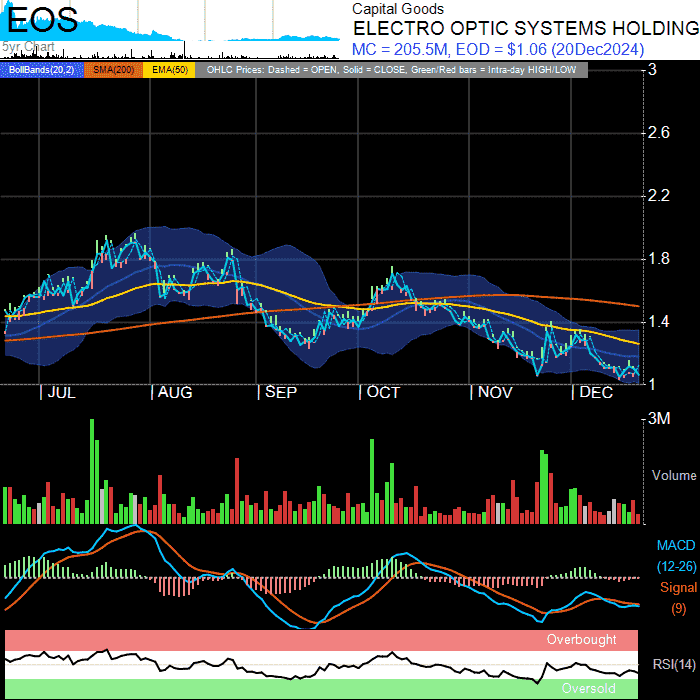 EOS
5yr.Chart
Capital Goods
ELECTRO OPTIC SYSTEMS HOLDING
MC = 205.5M, EOD = $1.06 (20Dec2024)
BollBands(20,2) SMA(200) EMA(50) OHLC Prices: Dashed = OPEN, Solid = CLOSE, Green/Red bars = Intra-day HIGH/LOW
3
2.6
2.2
1.8
1.4
1
JUL AUG SEP OCT NOV DEC
3M
Volume
MACD
(12-26)
Signal
(9)
Overbought
RSI(14)
Oversold